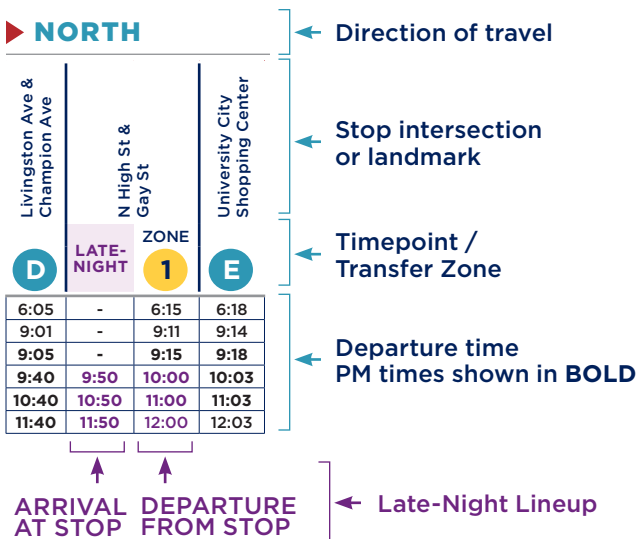 NORTH
Direction of travel
Livingston Ave &
Champion Ave
N High St &
Gay St
University City
Shopping Center
Stop intersection
or landmark
D
LATE-
NIGHT
ZONE
1
E
Timepoint /
Transfer Zone
6:05 - 6:15 6:18
9:01 - 9:11 9:14
9:05 - 9:15 9:18
9:40 9:50 10:00 10:03
10:40 10:50 11:00 11:03
11:40 11:50 12:00 12:03
Departure time
PM times shown in BOLD
ARRIVAL
AT STOP
DEPARTURE
FROM STOP
Late-Night Lineup